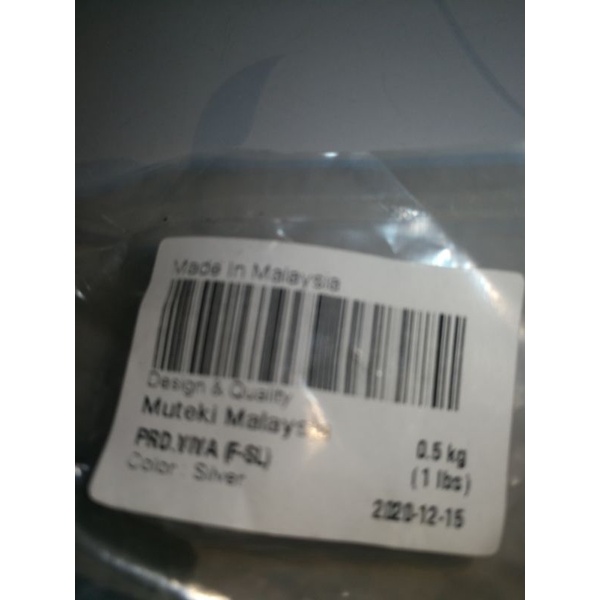 Made In Malaysia
Design & Quality
Muteki Malaysia
PRD.VIVA (F-SL)
Color : Silver
0.5 kg
(1 lbs)
2020-12-15